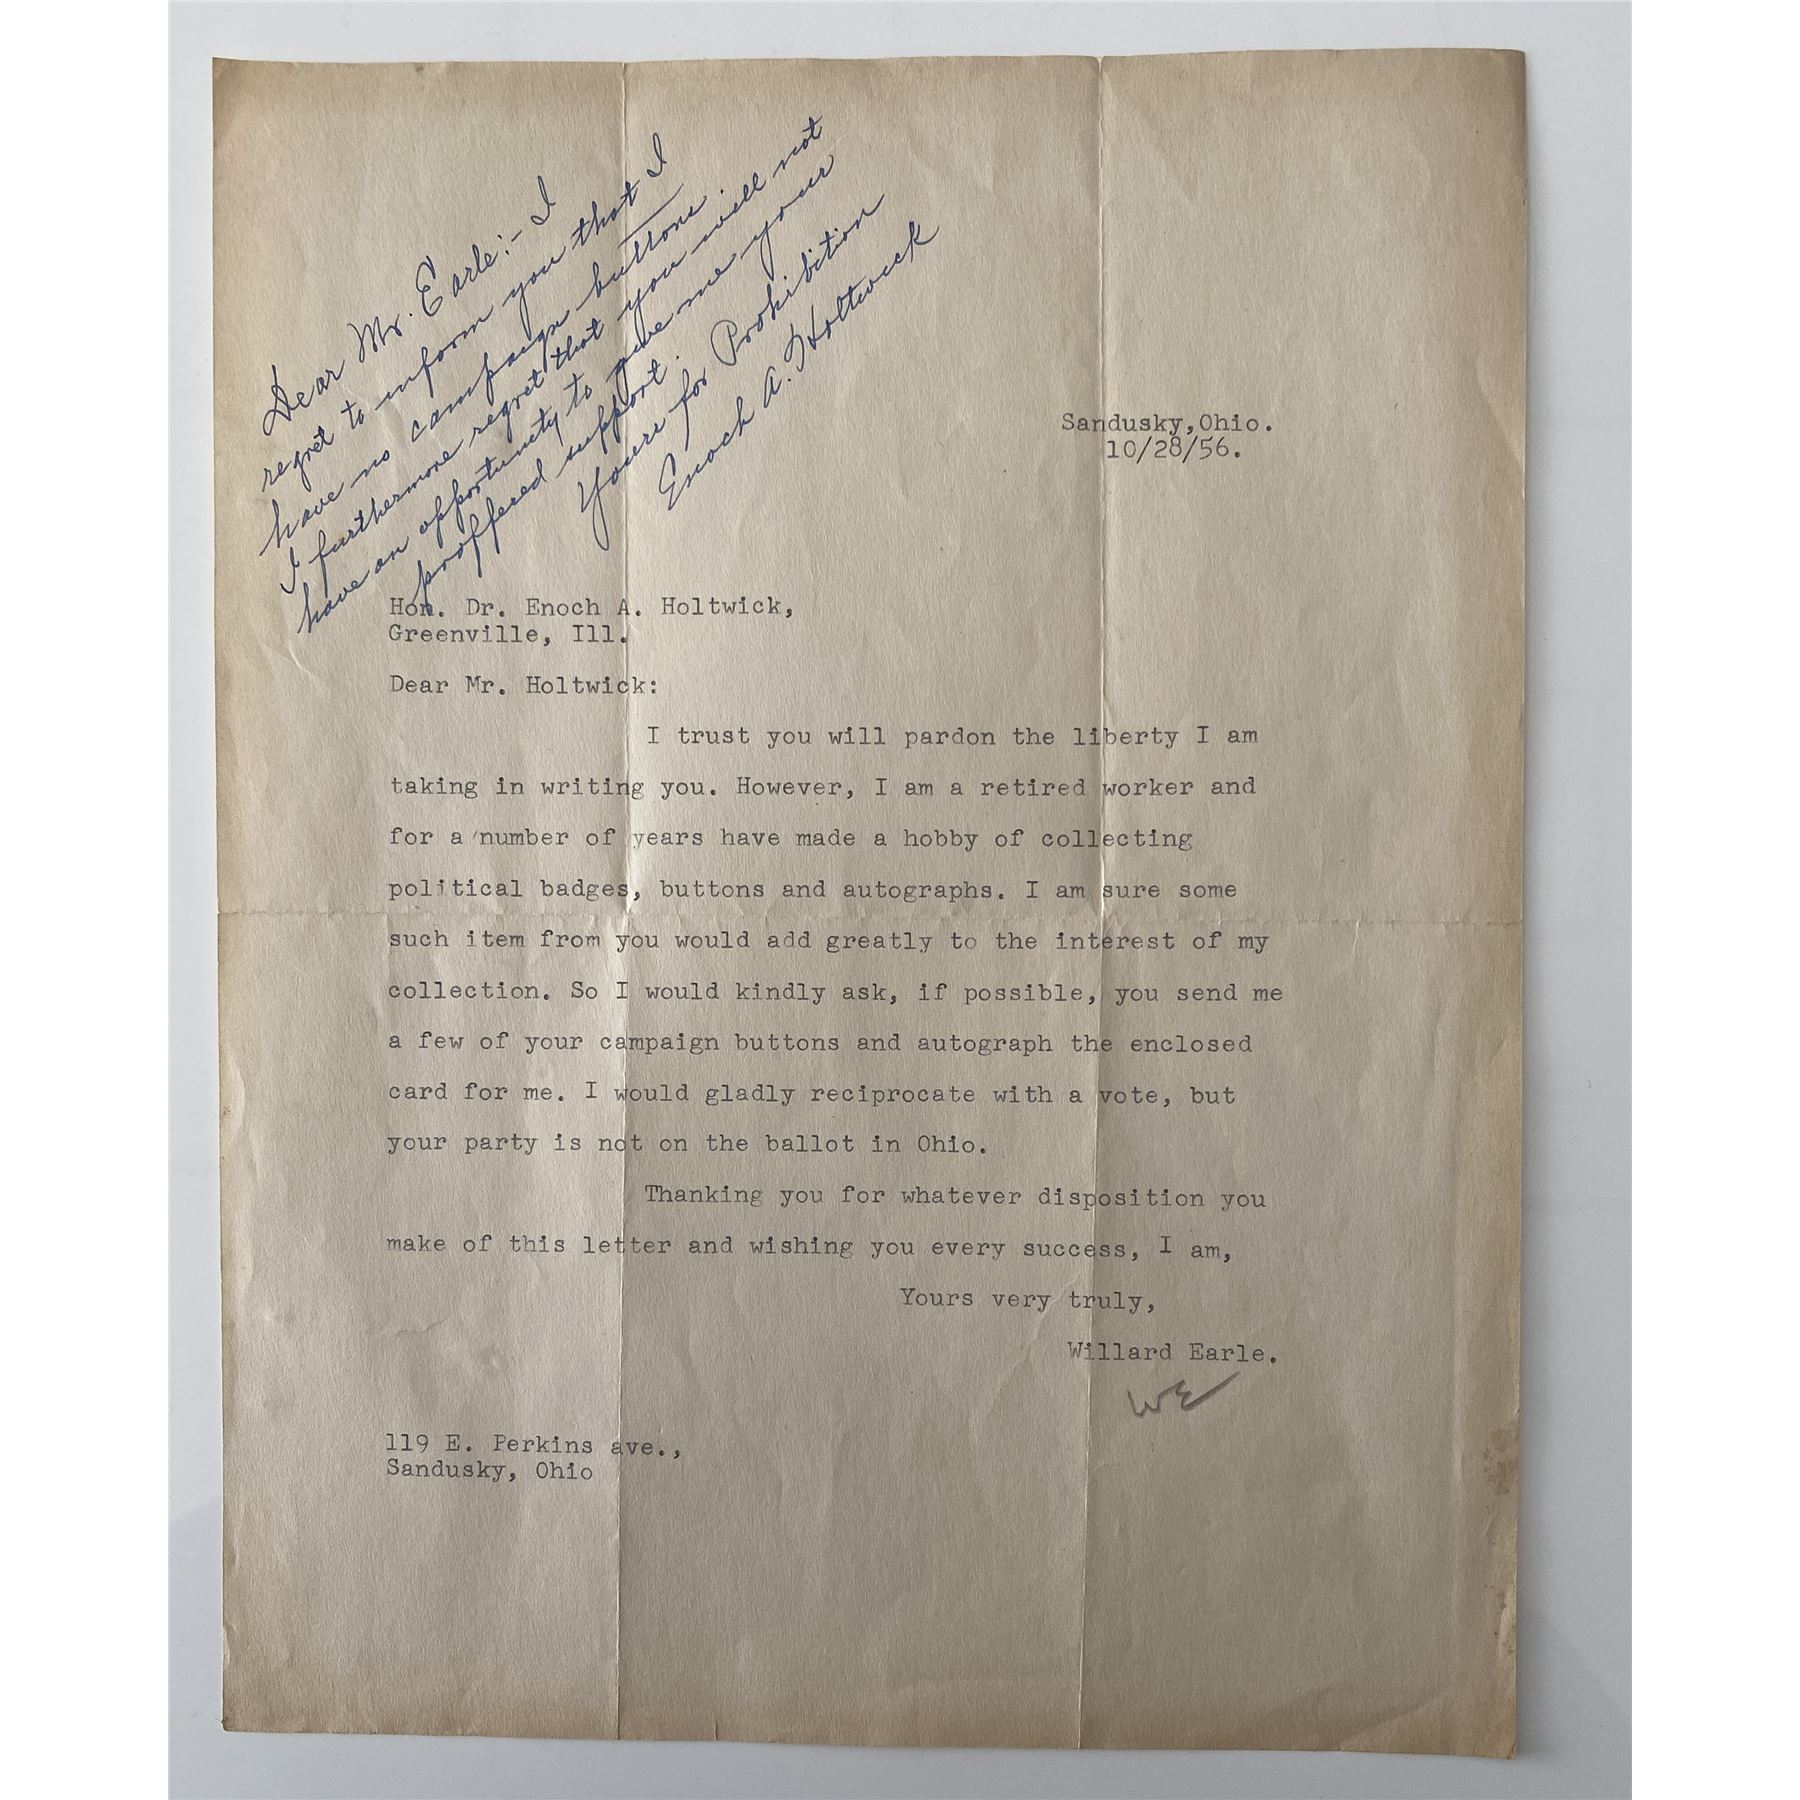 Dear Mr. Earle:- I
regret to inform you that I
have no campaign buttons.
I furthermore regret that you will not
have an opportunity to give me your
proffered support.
Yours for Prohibition
Enoch A. Holtwick
Sandusky,Ohio.
10/28/56.
Hon. Dr. Enoch A. Holtwick,
Greenville, Ill.
Dear Mr. Holtwick:
I trust you will pardon the liberty I am
taking in writing you. However, I am a retired worker and
for a number of years have made a hobby of collecting
political badges, buttons and autographs. I am sure some
such item from you would add greatly to the interest of my
collection. So I would kindly ask, if possible, you send me
a few of your campaign buttons and autograph the enclosed
card for me. I would gladly reciprocate with a vote, but
your party is not on the ballot in Ohio.
Thanking you for whatever disposition you
make of this letter and wishing you every success, I am,
Yours very truly,
Willard Earle.
WE
119 E. Perkins ave.,
Sandusky, Ohio